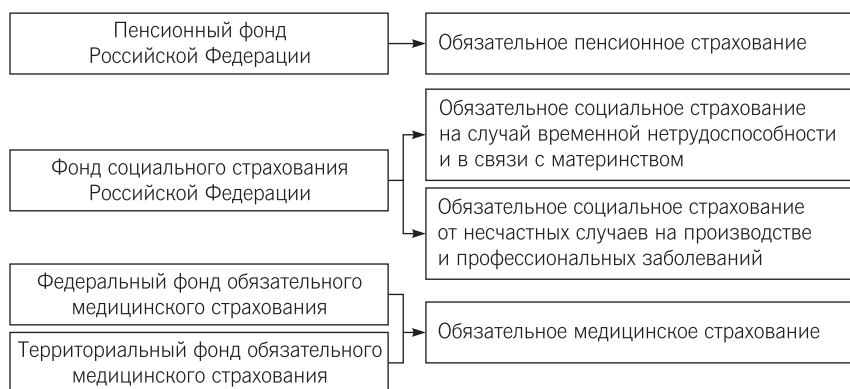 Пенсионный фонд
Российской Федерации
Обязательное пенсионное страхование
Фонд социального страхования
Российской Федерации
Обязательное социальное страхование
на случай временной нетрудоспособности
и в связи с материнством
Обязательное социальное страхование
от несчастных случаев на производстве
и профессиональных заболеваний
Федеральный фонд обязательного
медицинского страхования
Территориальный фонд обязательного
медицинского страхования
Обязательное медицинское страхование